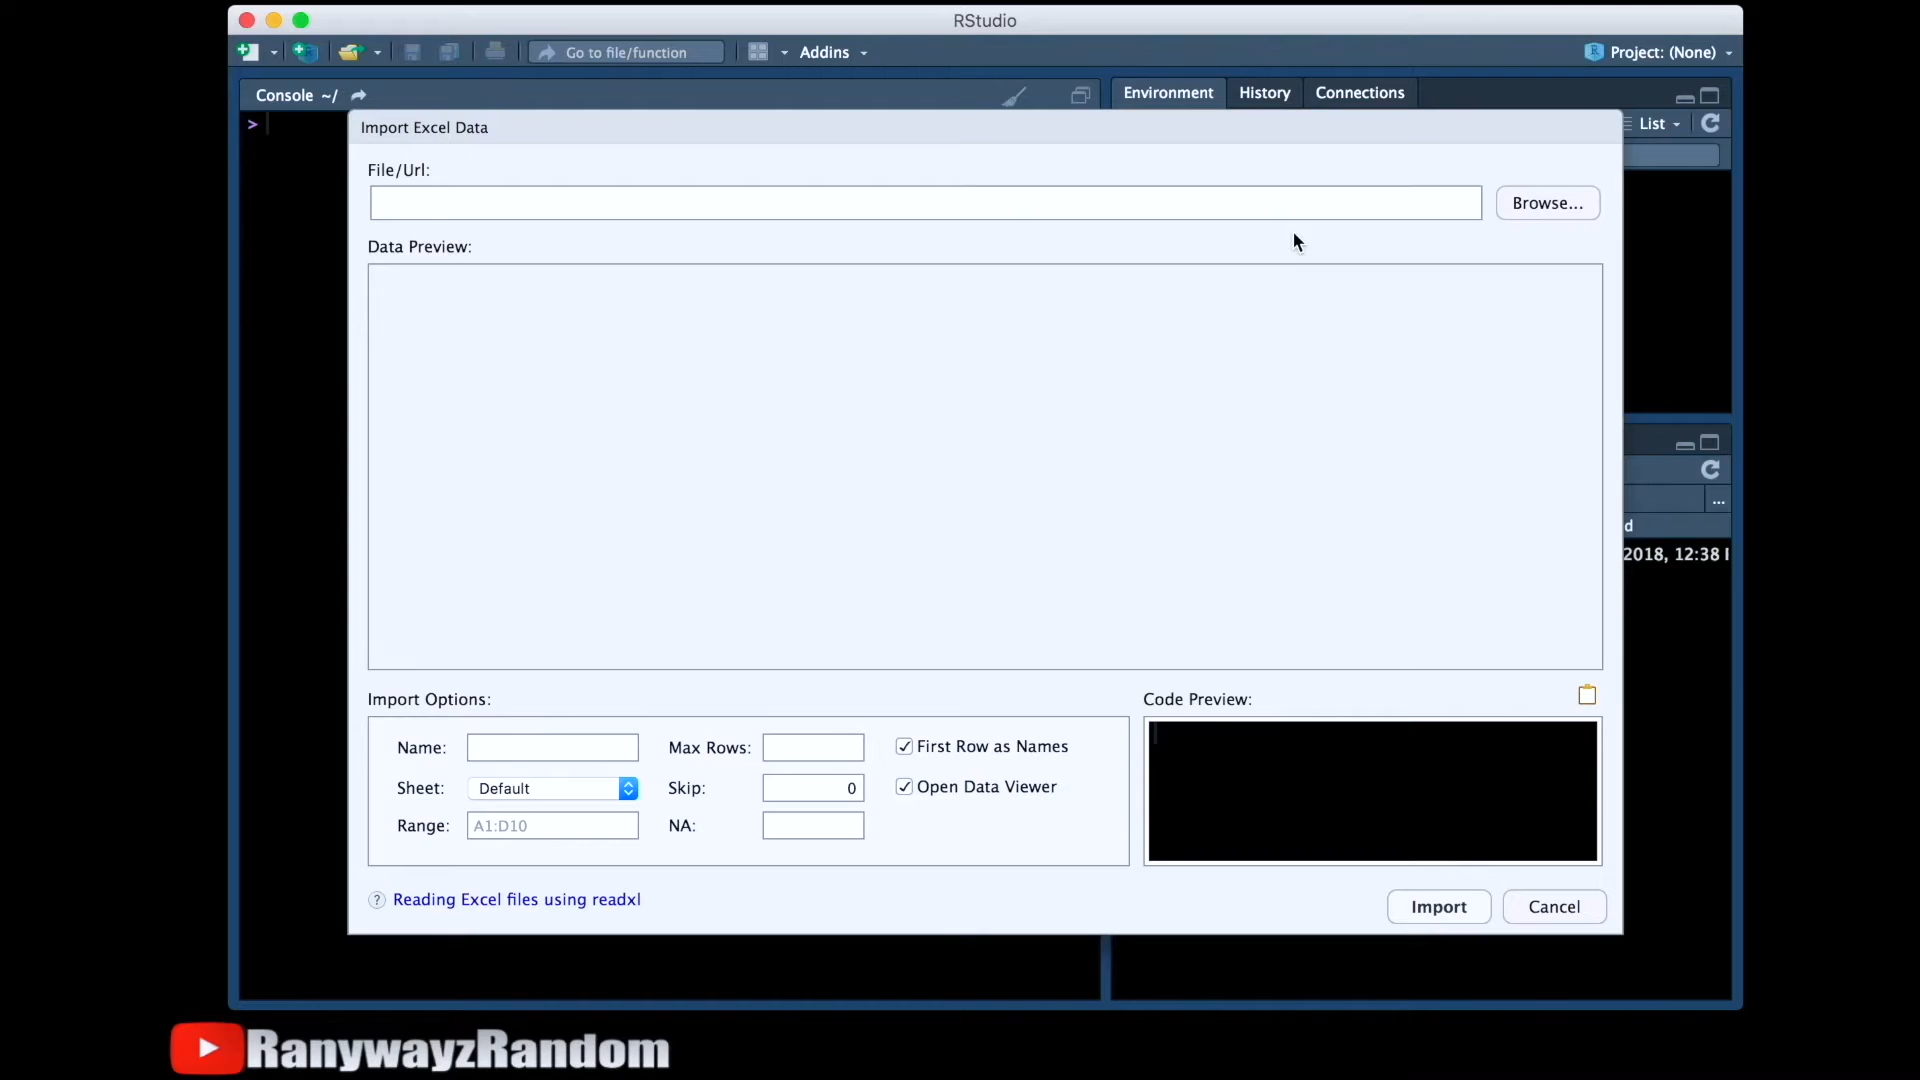 RStudio
Go to file/function
Addins
Project: (None)
Console ~/
Environment
History
Connections
>
List
Import Excel Data
File/Url:
Browse...
Data Preview:
...
d
2018, 12:38
Import Options:
Code Preview:
Name:
Max Rows:
First Row as Names
Sheet:
Default
Skip:
0
Open Data Viewer
Range:
A1:D10
NA:
? Reading Excel files using readxl
Import
Cancel
RanywayzRandom